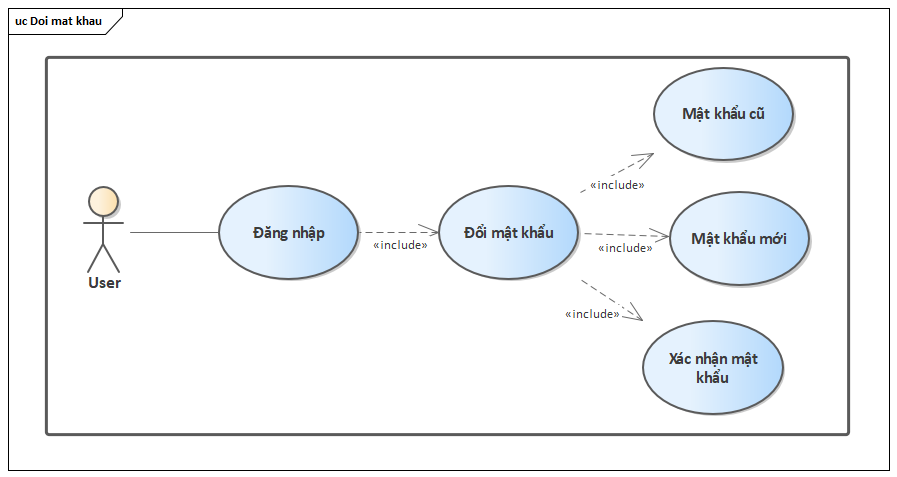 uc Doi mat khau
Mật khẩu cũ
«include»
Đăng nhập
«include»
Đổi mật khẩu
«include»
Mật khẩu mới
User
«include»
Xác nhận mật
khẩu